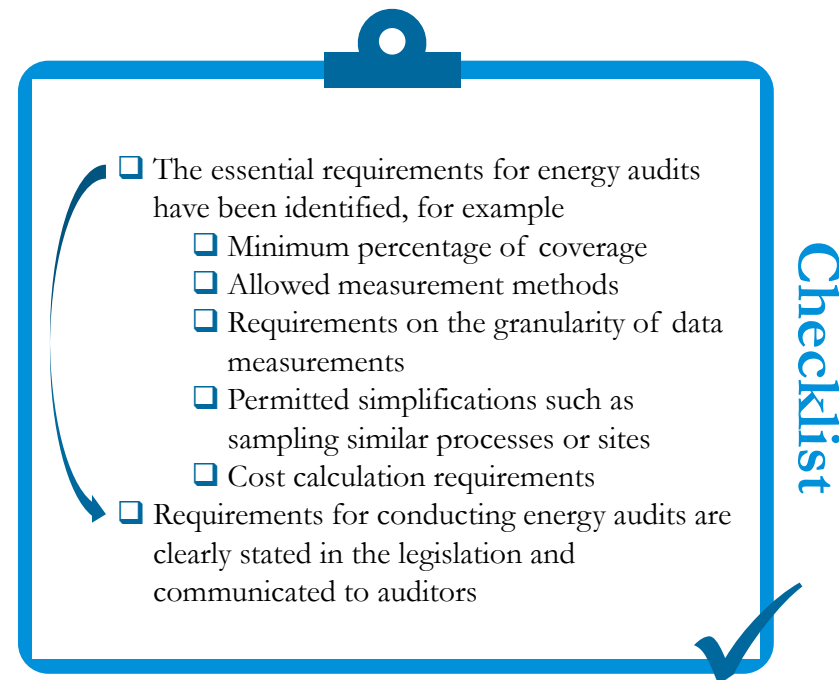 ❑ The essential requirements for energy audits
have been identified, for example
❑ Minimum percentage of coverage
❑ Allowed measurement methods
❑ Requirements on the granularity of data
measurements
❑ Permitted simplifications such as
sampling similar processes or sites
❑ Cost calculation requirements
❑ Requirements for conducting energy audits are
clearly stated in the legislation and
communicated to auditors
Checklist